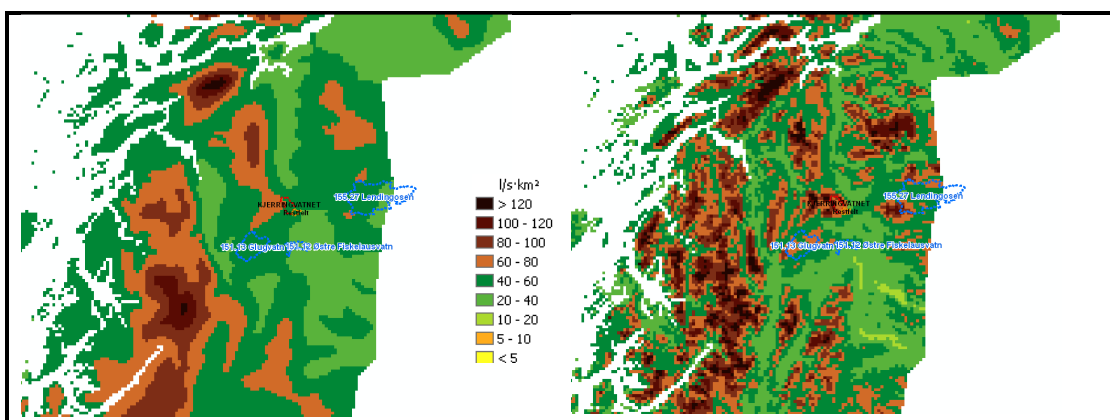 155.27 Lendingosen
KJERRINGVATNET
Restfelt
151.13 Glugvatn 151.12 Østre Fiskelausvatn
l/s·km²
> 120
100 - 120
80 - 100
60 - 80
40 - 60
20 - 40
10 - 20
5 - 10
< 5
155.27 Lendingosen
KJERRINGVATNET
Restfelt
151.13 Glugvatn 151.12 Østre Fiskelausvatn